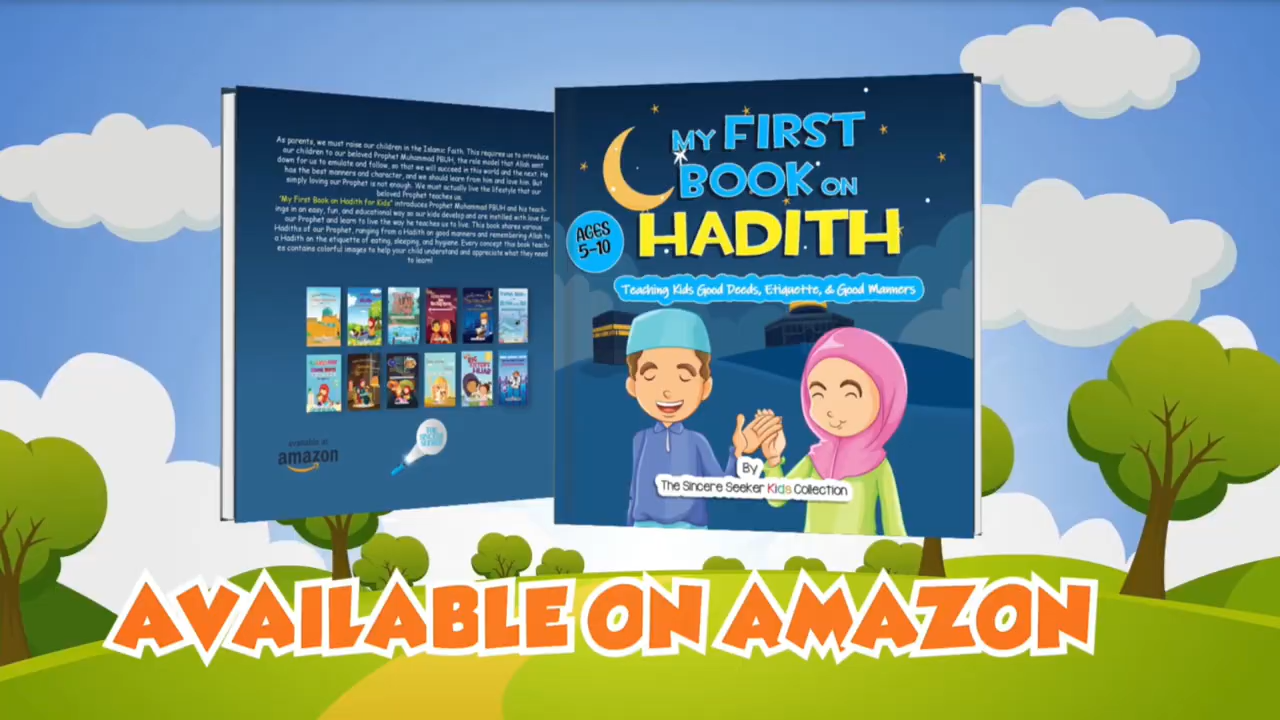 As parents, we must raise our children in the Islamic Faith. This requires us to introduce
our children to our beloved Prophet Muhammad PBUH, the role model that Allah sent
down for us to emulate and follow, so that we will succeed in this world and the next. He
has the best manners and character, and we should learn from him and love him. But
simply loving our Prophet is not enough. We must actually live the lifestyle that our
beloved Prophet teaches us.
"My First Book on Hadith for Kids" introduces Prophet Muhammad PBUH and his teach-
ings in an easy, fun, and educational way as our kids develop and are instilled with love for
our Prophet and learn to live the way he teaches us to live. This book shares various
Hadiths of our Prophet, ranging from a Hadith on good manners and remembering Allah to
a Hadith on the etiquette of eating, sleeping, and hygiene. Every concept this book teach-
es contains colorful images to help your child understand and appreciate what they need
to learn!
available at
amazon
THE
SINCERE
SEEKER
MY FIRST
BOOK ON
HADITH
AGES
5-10
Teaching Kids Good Deeds, Etiquette, & Good Manners
By
The Sincere Seeker Kids Collection
AVAILABLE ON AMAZON